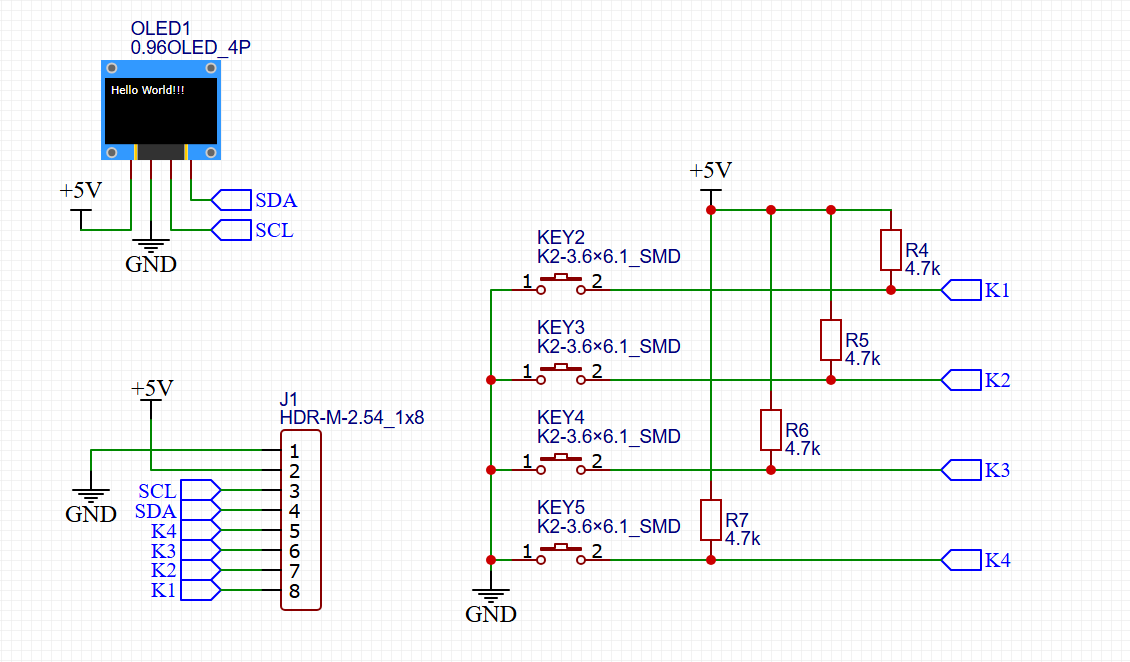 OLED1
0.96OLED_4P
Hello World!!!
+5V
SDA
SCL
GND
+5V
J1
HDR-M-2.54_1x8
1
2
SCL 3
SDA 4
K4 5
K3 6
K2 7
K1 8
GND
+5V
R4
4.7k
KEY2
K2-3.6×6.1_SMD
1 2
K1
R5
4.7k
KEY3
K2-3.6×6.1_SMD
1 2
K2
R6
4.7k
KEY4
K2-3.6×6.1_SMD
1 2
K3
R7
4.7k
KEY5
K2-3.6×6.1_SMD
1 2
K4
GND